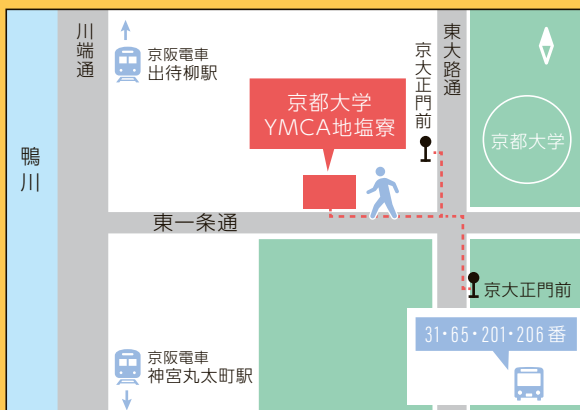 川端通
京阪電車
出待柳駅
京都大学
YMCA地塩寮
京大正門前
東大路通
京都大学
鴨川
東一条通
京大正門前
31・65・201・206番
京阪電車
神宮丸太町駅